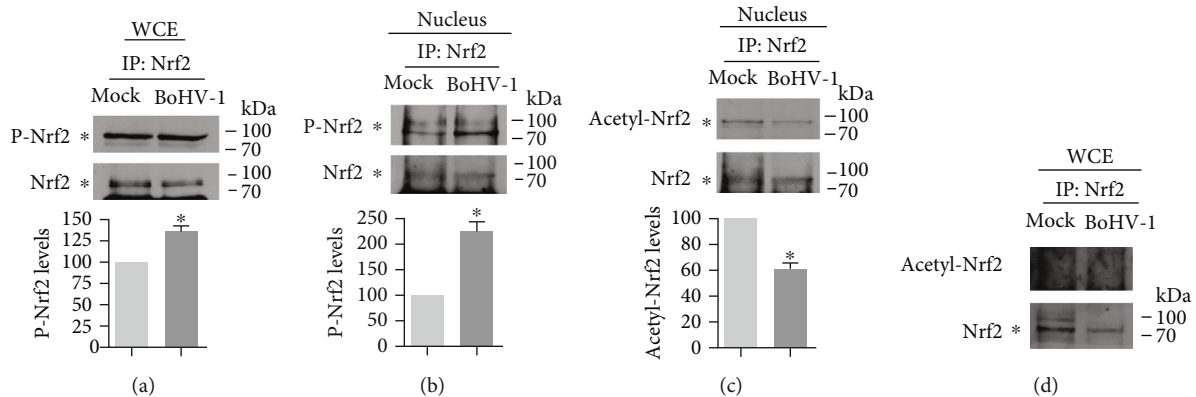 WCE
IP: Nrf2
Mock BoHV-1
kDa
P-Nrf2 * – 100
– 70
Nrf2 * – 100
– 70
P-Nrf2 levels
150
125
100
75
50
25
0
*
(a)
Nucleus
IP: Nrf2
Mock BoHV-1
kDa
P-Nrf2 * – 100
– 70
Nrf2 * – 100
– 70
P-Nrf2 levels
250
200
150
100
50
0
*
(b)
Nucleus
IP: Nrf2
Mock BoHV-1
kDa
Acetyl-Nrf2 * – 100
– 70
Nrf2 * – 100
– 70
Acetyl-Nrf2 levels
100
80
60
40
20
0
*
(c)
WCE
IP: Nrf2
Mock BoHV-1
Acetyl-Nrf2
kDa
Nrf2 * – 100
– 70
(d)